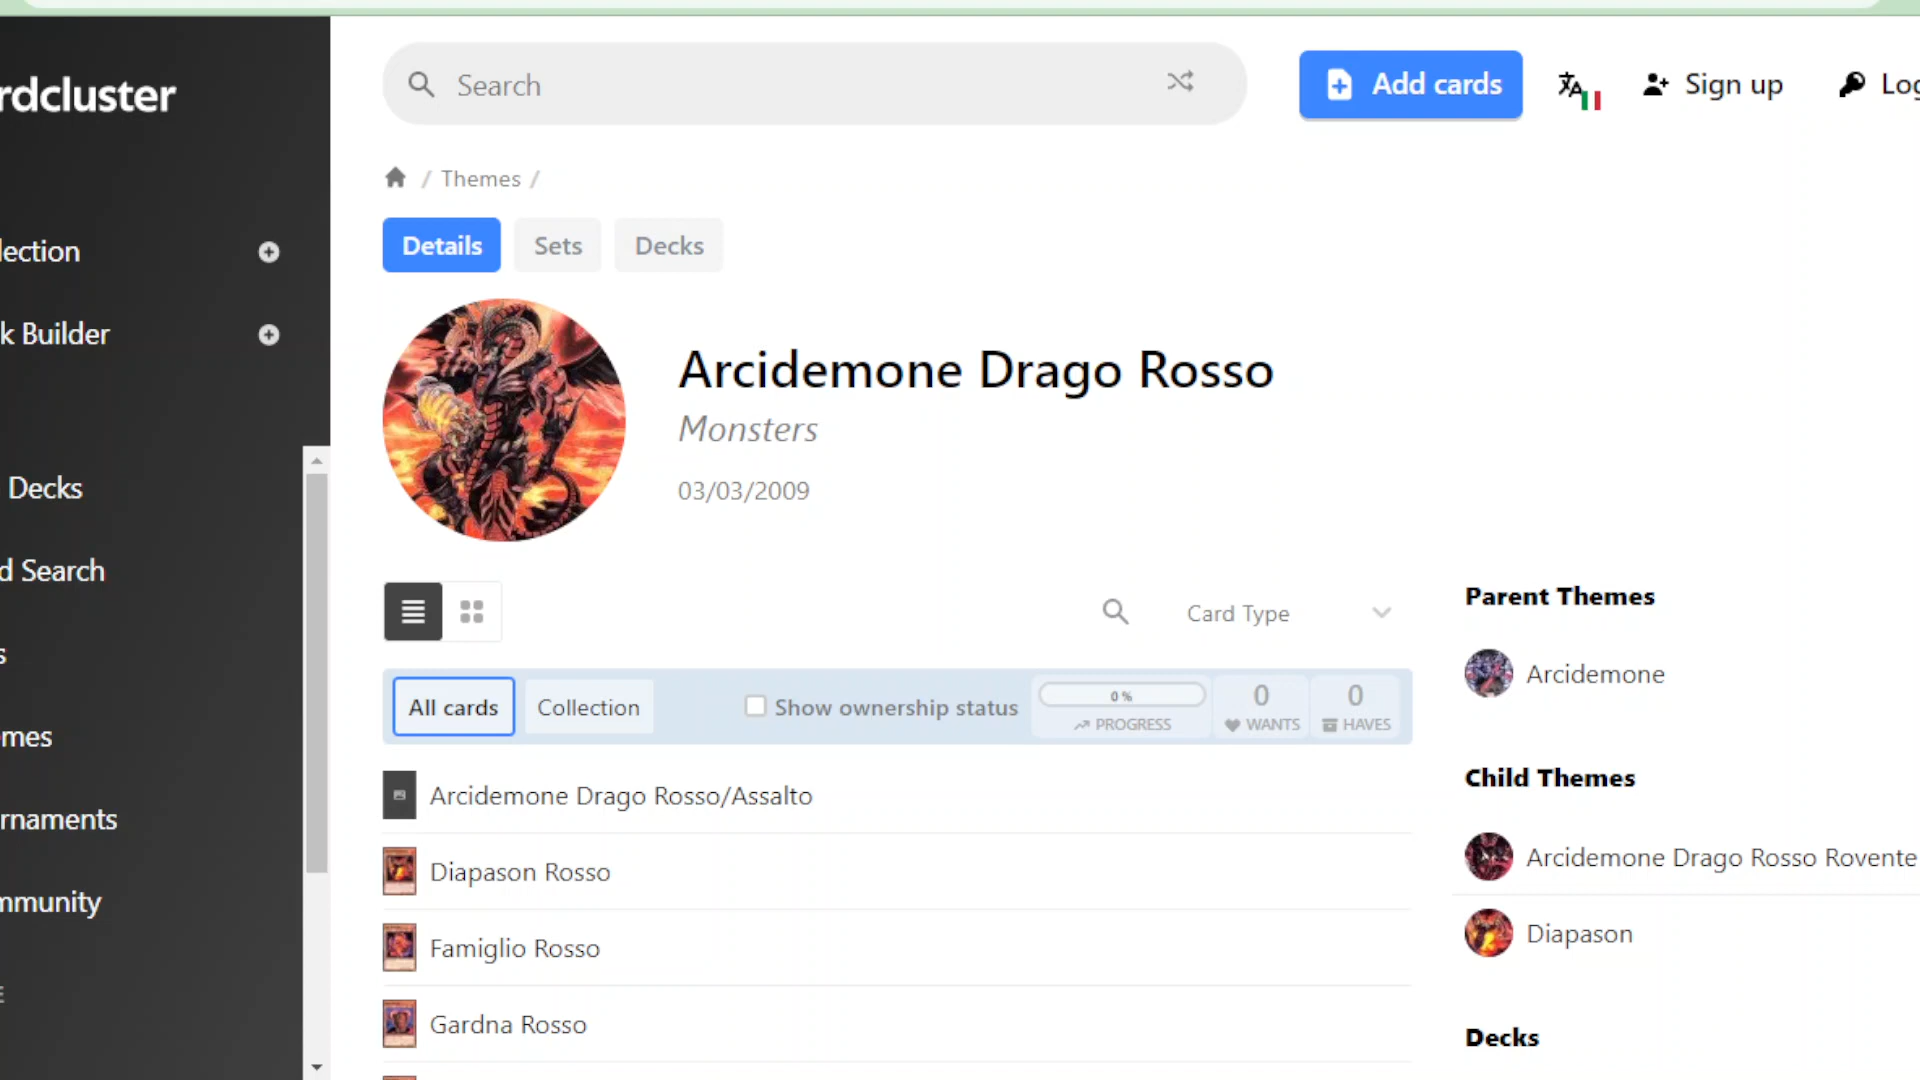 rdcluster
Search
Add cards
Sign up
Log
/ Themes /
lection
Details
Sets
Decks
k Builder
Arcidemone Drago Rosso
Monsters
03/03/2009
Decks
d Search
s
emes
rnaments
mmunity
E
Card Type
All cards
Collection
Show ownership status
0 %
PROGRESS
0
WANTS
0
HAVES
Arcidemone Drago Rosso/Assalto
Diapason Rosso
Famiglio Rosso
Gardna Rosso
Parent Themes
Arcidemone
Child Themes
Arcidemone Drago Rosso Rovente
Diapason
Decks